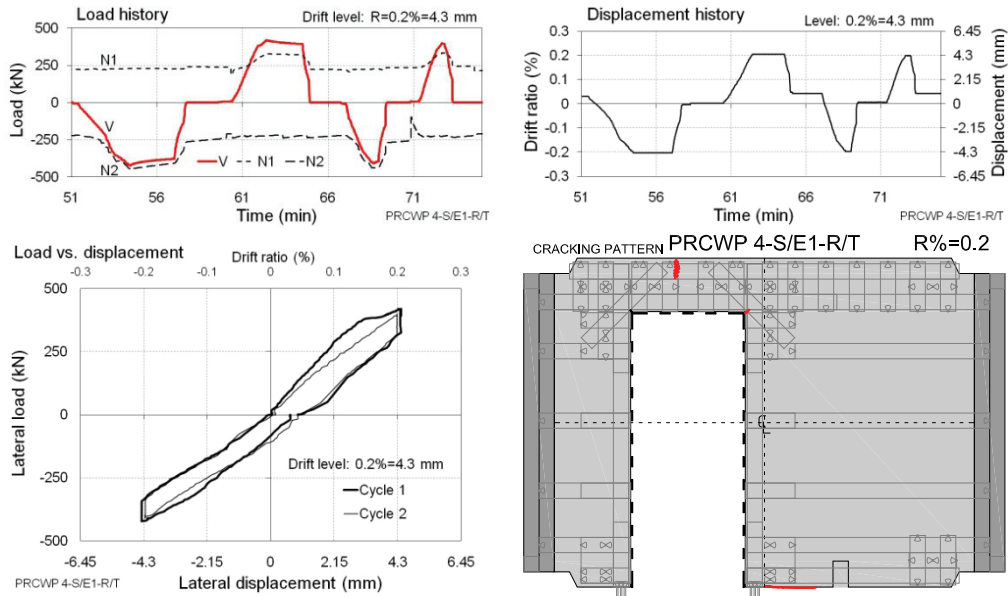 Load history
Drift level: R=0.2%=4.3 mm
Load (kN)
500
250
0
-250
-500
N1
V
N2
V N1 N2
51 56 61 66 71
Time (min)
PRCWP 4-S/E1-R/T
Displacement history
Level: 0.2%=4.3 mm
Drift ratio (%)
0.3
0.2
0.1
0
-0.1
-0.2
-0.3
6.45
4.3
2.15
0
-2.15
-4.3
-6.45
Displacement (mm)
51 56 61 66 71
Time (min)
PRCWP 4-S/E1-R/T
Load vs. displacement
Drift ratio (%)
-0.3 -0.2 -0.1 0 0.1 0.2 0.3
Lateral load (kN)
500
250
0
-250
-500
Drift level: 0.2%=4.3 mm
Cycle 1
Cycle 2
-6.45 -4.3 -2.15 0 2.15 4.3 6.45
PRCWP 4-S/E1-R/T
Lateral displacement (mm)
CRACKING PATTERN PRCWP 4-S/E1-R/T R%=0.2